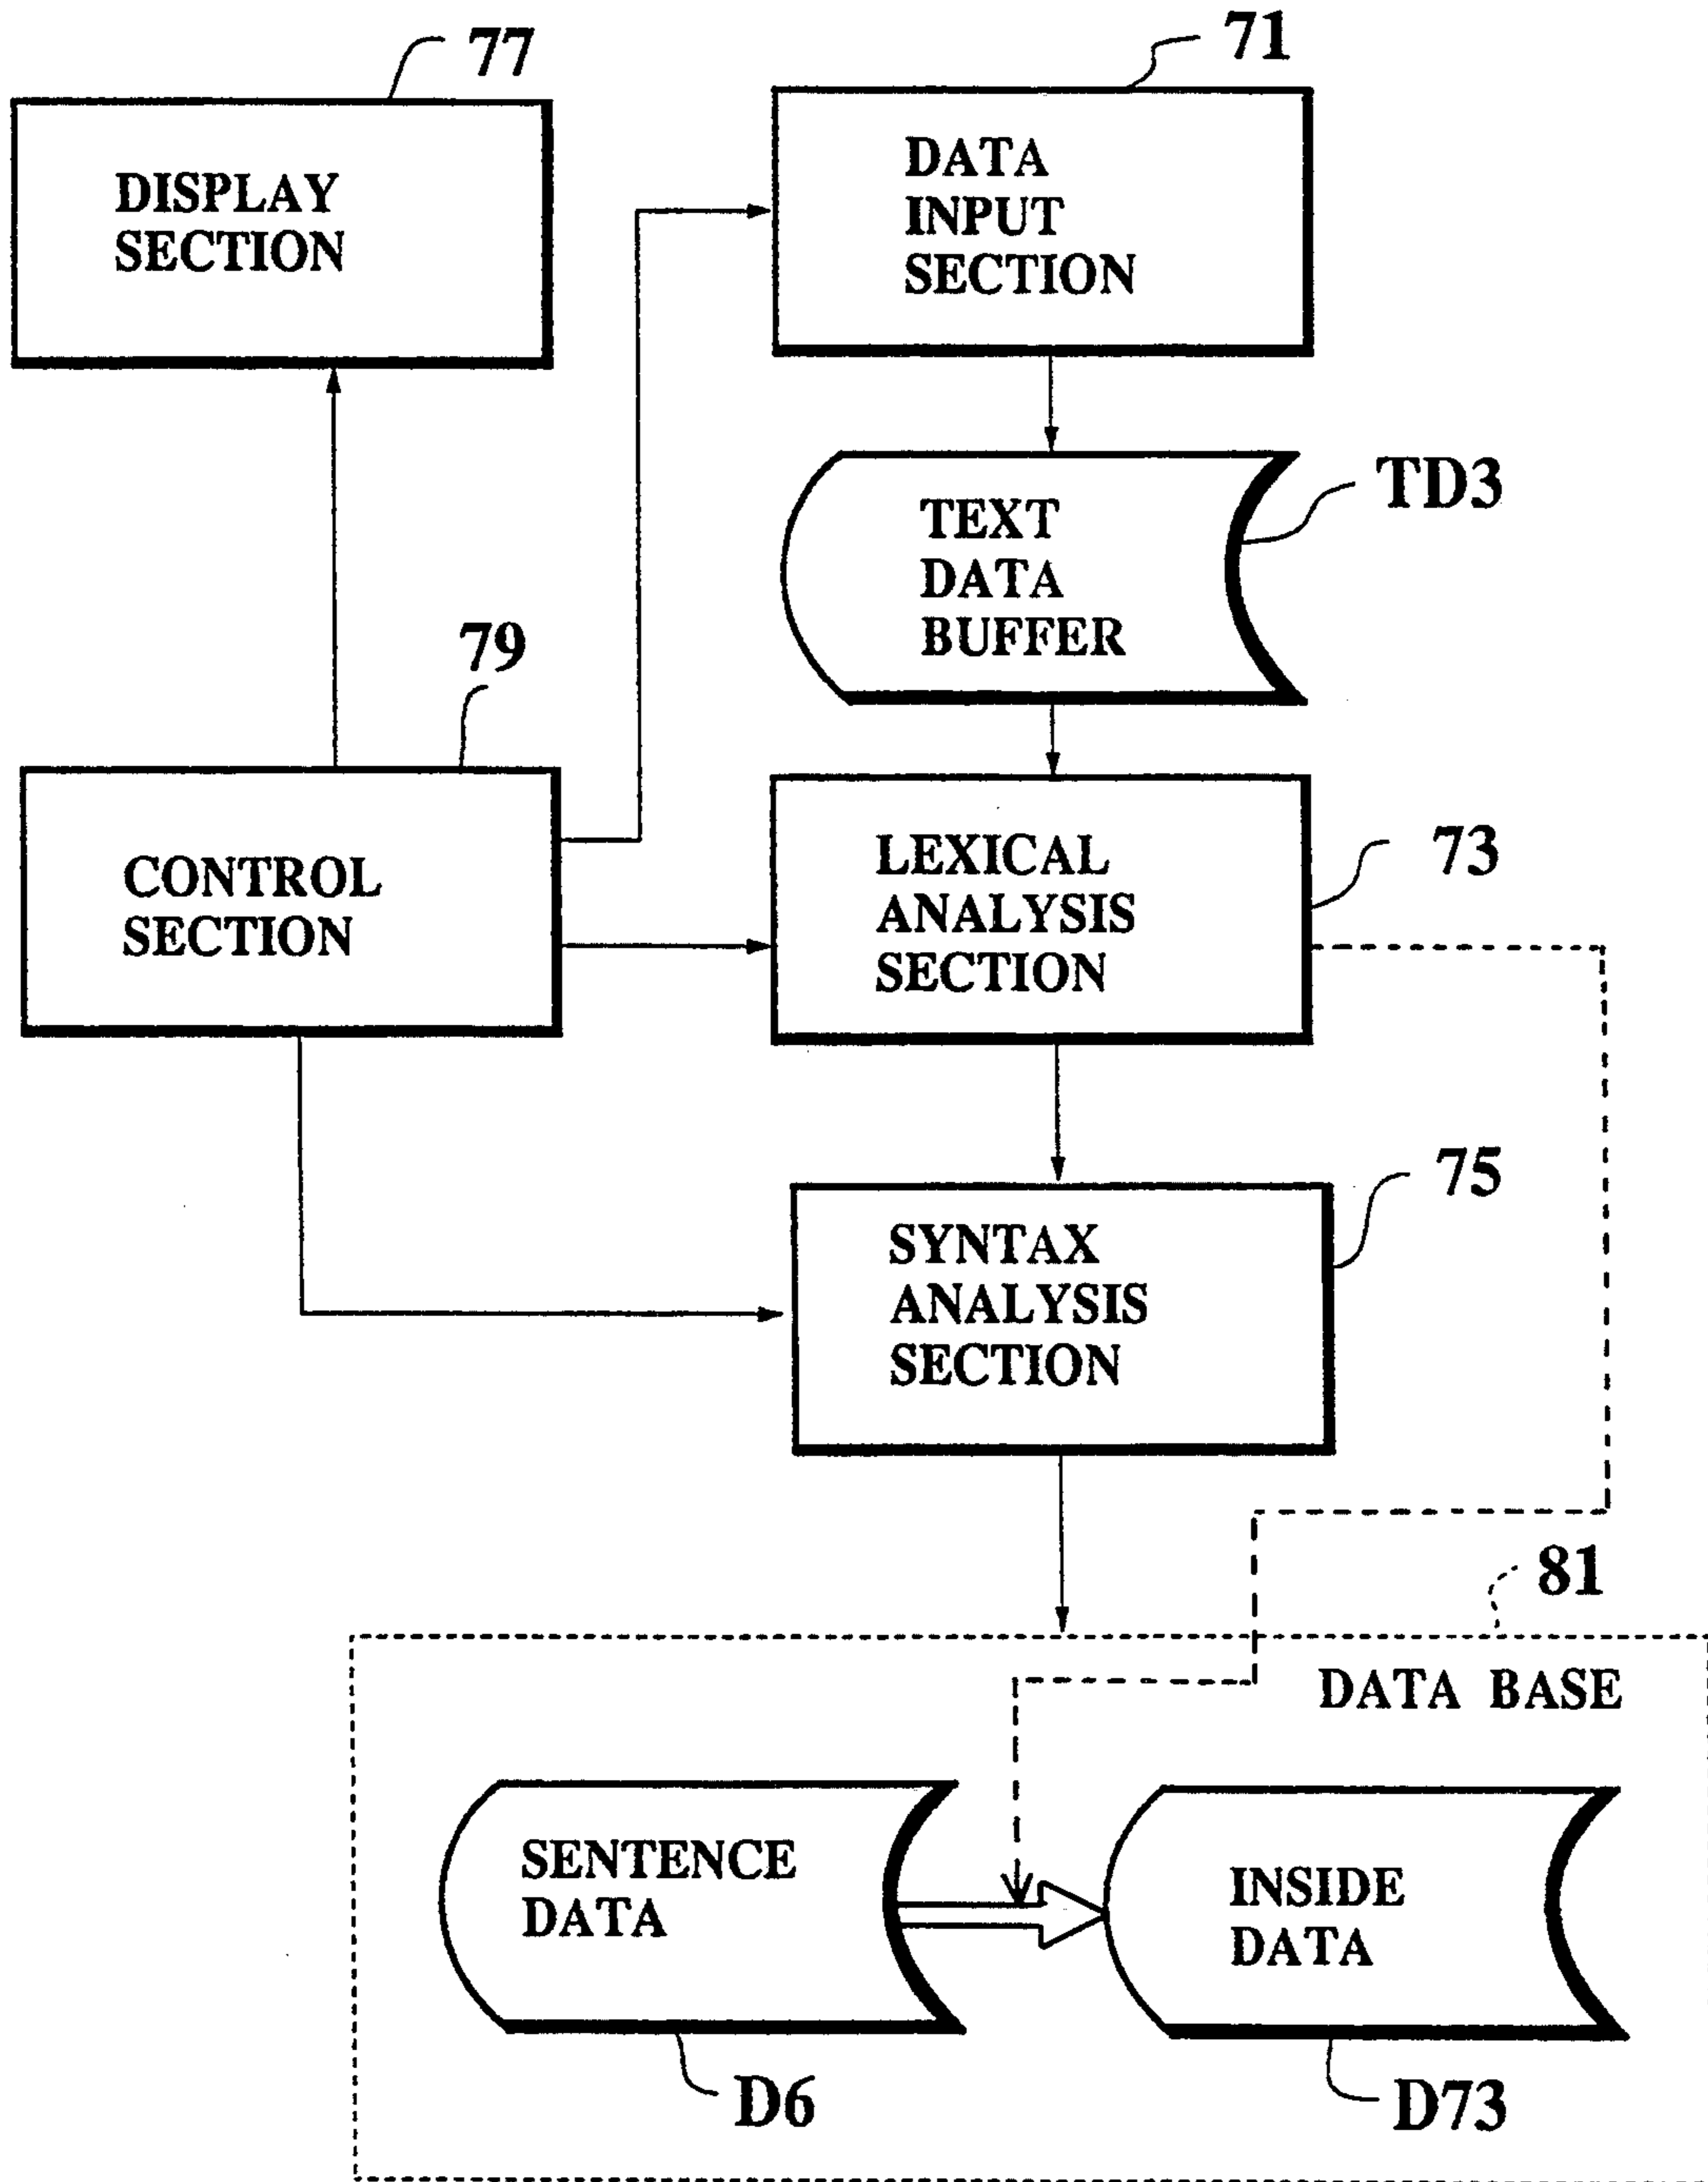 77
DISPLAY
SECTION
71
DATA
INPUT
SECTION
TD3
TEXT
DATA
BUFFER
79
CONTROL
SECTION
73
LEXICAL
ANALYSIS
SECTION
75
SYNTAX
ANALYSIS
SECTION
81
DATA BASE
SENTENCE
DATA
D6
INSIDE
DATA
D73